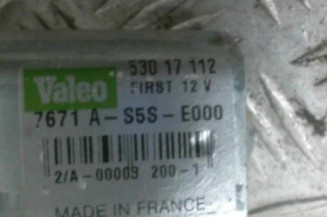 Valeo
530 17 112
FIRST 12 V
7671 A-S5S-E000
2/A-00003 200-1
MADE IN FRANCE